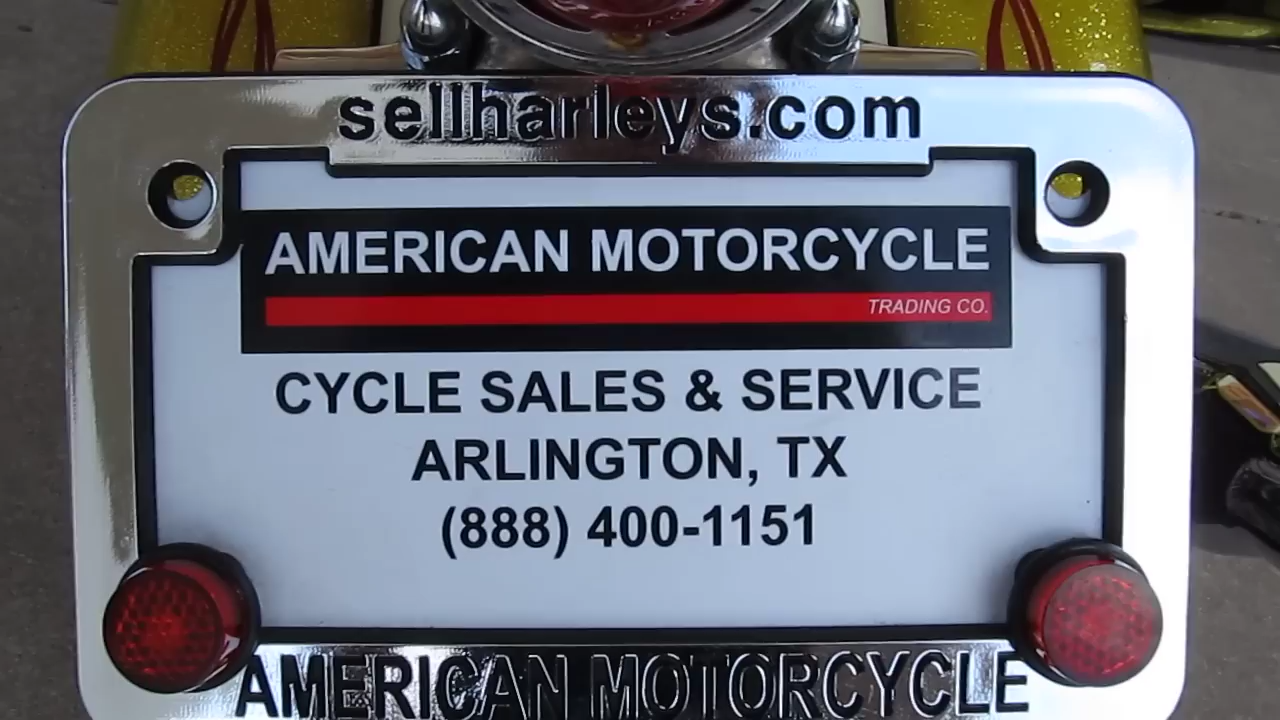 sellharleys.com
AMERICAN MOTORCYCLE
TRADING CO.
CYCLE SALES & SERVICE
ARLINGTON, TX
(888) 400-1151
AMERICAN MOTORCYCLE